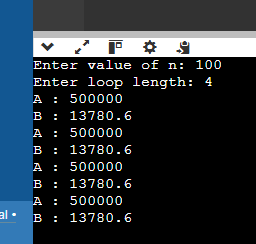 Enter value of n: 100
Enter loop length: 4
A : 500000
B : 13780.6
A : 500000
B : 13780.6
A : 500000
B : 13780.6
A : 500000
B : 13780.6
al •